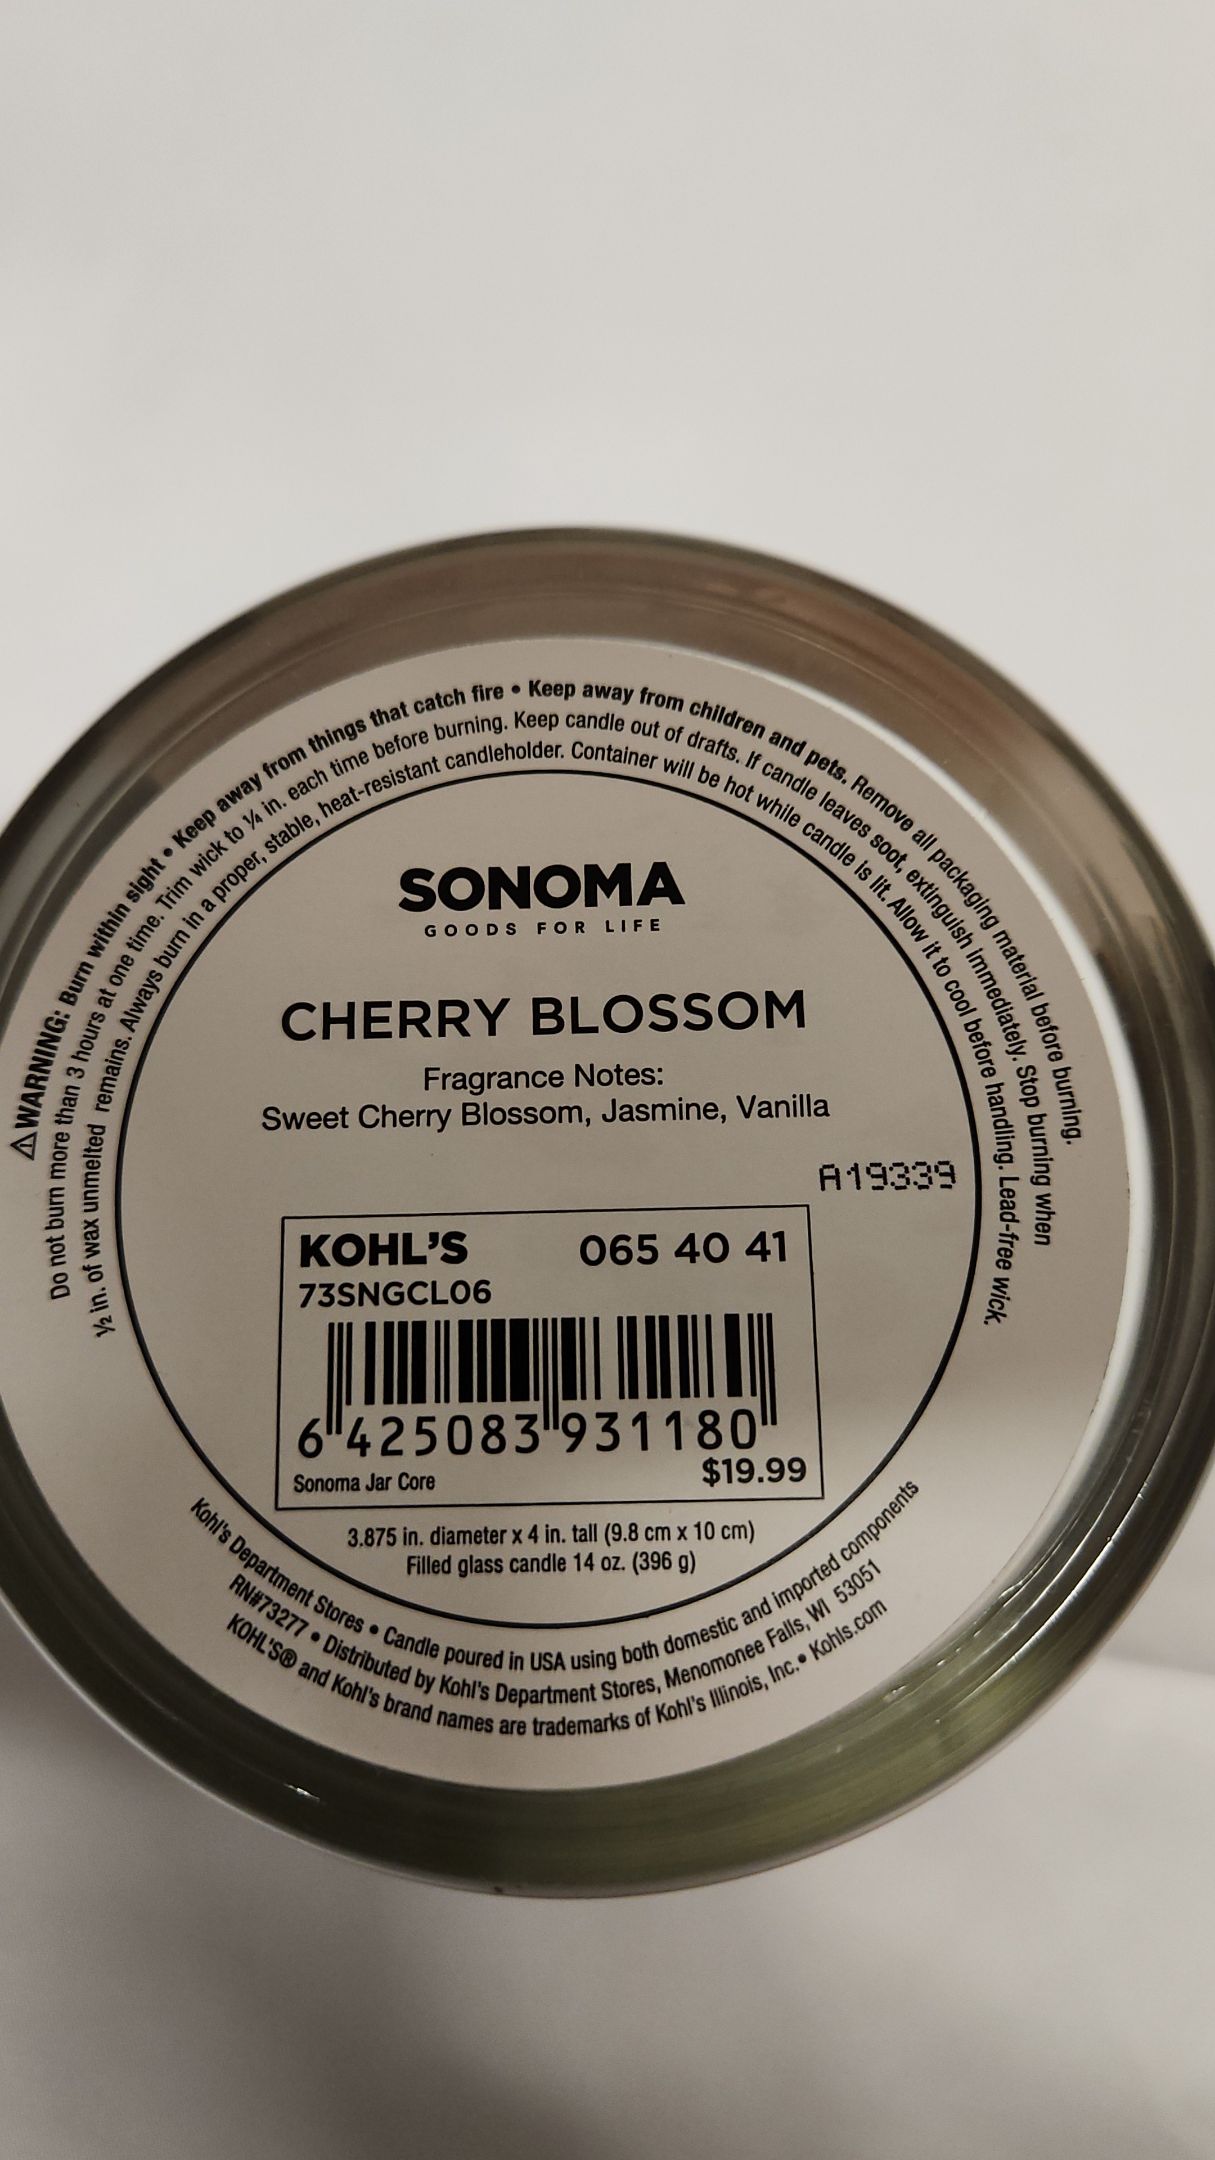 ⚠WARNING: Burn within sight • Keep away from things that catch fire • Keep away from children and pets. Remove all packaging material before burning.
Do not burn more than 3 hours at one time. Trim wick to ¼ in. each time before burning. Keep candle out of drafts. If candle leaves soot, extinguish immediately. Stop burning when
½ in. of wax unmelted remains. Always burn in a proper, stable, heat-resistant candleholder. Container will be hot while candle is lit. Allow it to cool before handling. Lead-free wick.
SONOMA
GOODS FOR LIFE
CHERRY BLOSSOM
Fragrance Notes:
Sweet Cherry Blossom, Jasmine, Vanilla
A19339
KOHL'S 065 40 41
73SNGCL06
6 425083 931180
Sonoma Jar Core $19.99
3.875 in. diameter x 4 in. tall (9.8 cm x 10 cm)
Filled glass candle 14 oz. (396 g)
Kohl's Department Stores • Candle poured in USA using both domestic and imported components
RN#73277 • Distributed by Kohl's Department Stores, Menomonee Falls, WI 53051
KOHL'S® and Kohl's brand names are trademarks of Kohl's Illinois, Inc. • Kohls.com